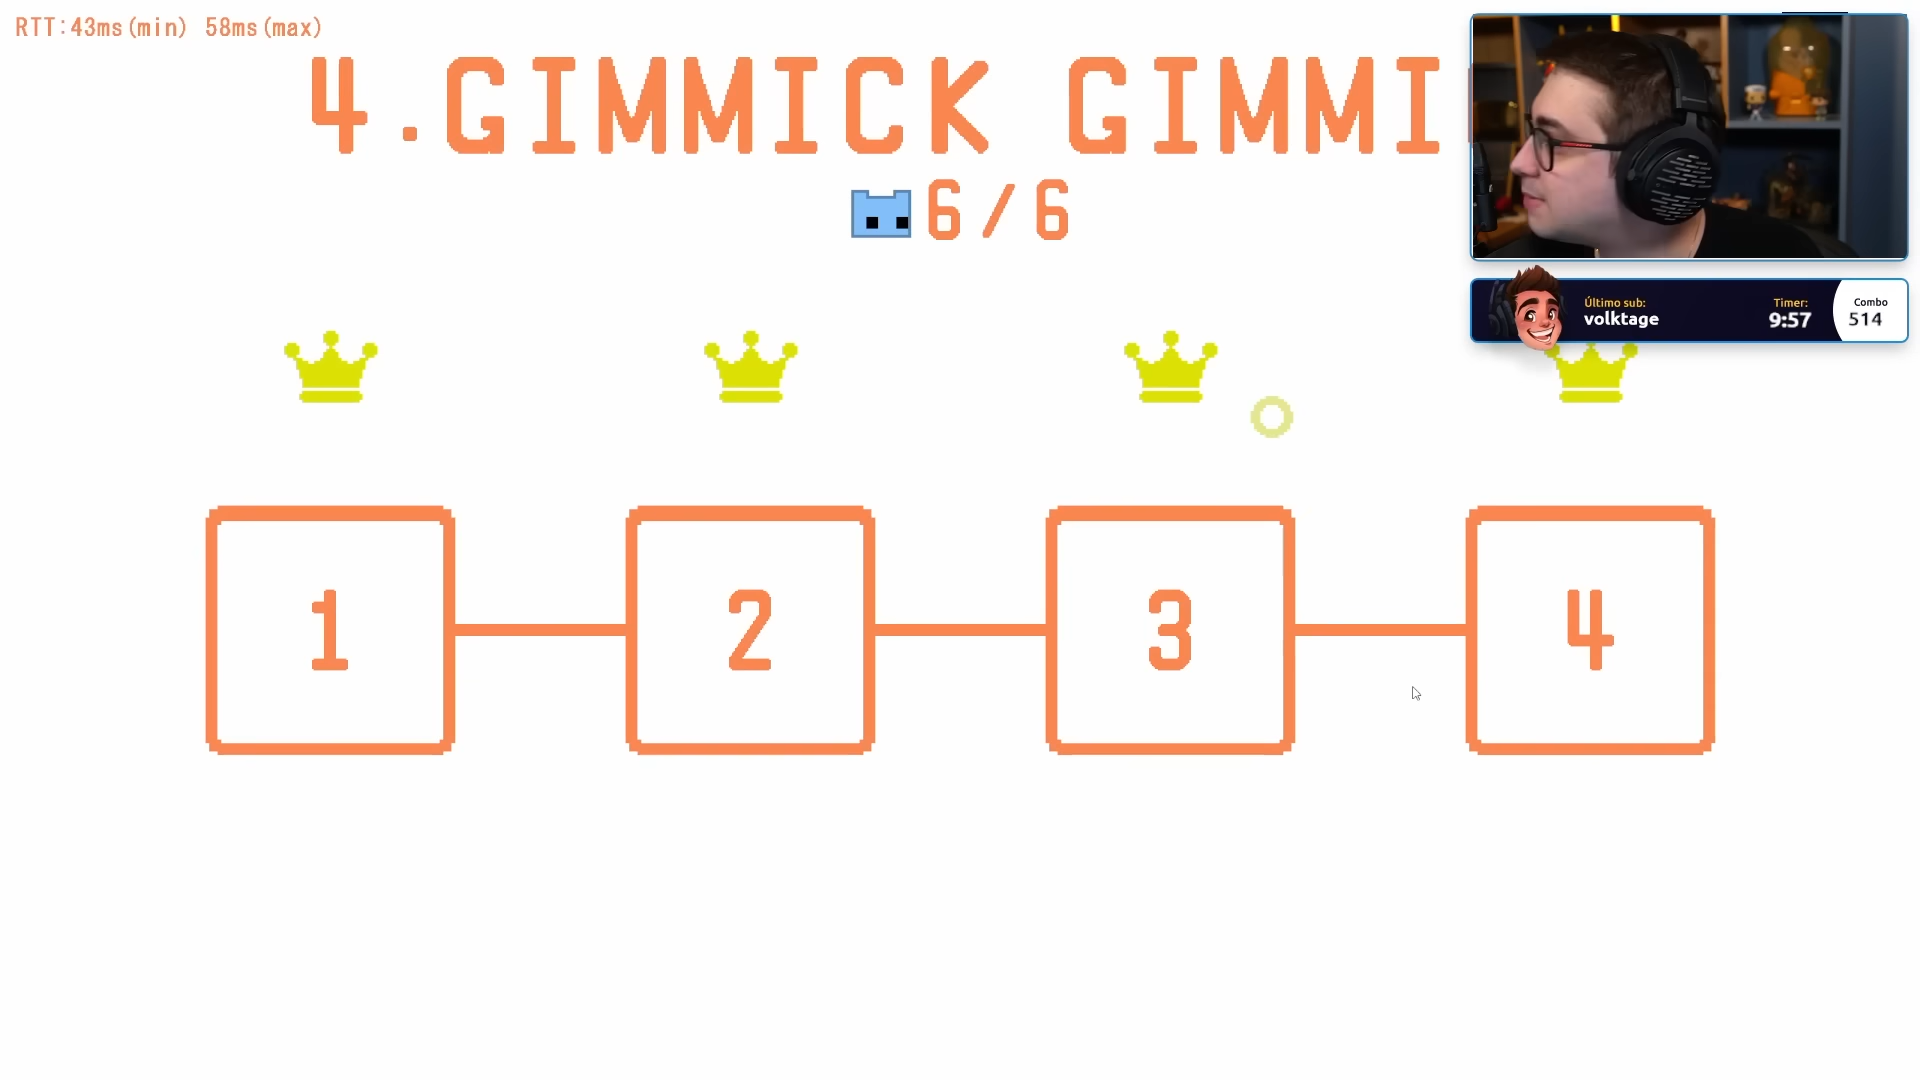 RTT:43ms(min) 58ms(max)
4.GIMMICK GIMMI
6/6
Último sub:
volktage
Timer:
9:57
Combo
514
1
2
3
4